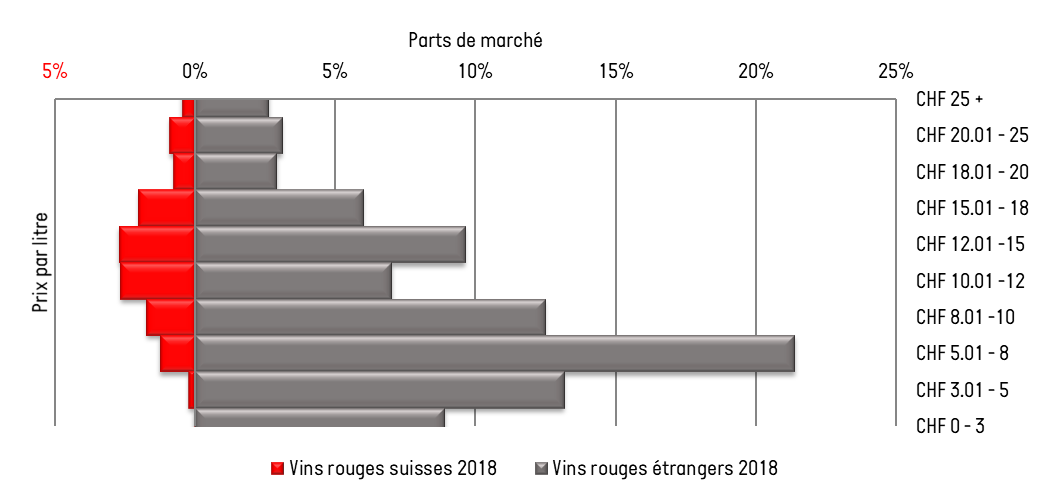 Parts de marché
5% 0% 5% 10% 15% 20% 25%
Prix par litre
CHF 25 +
CHF 20.01 - 25
CHF 18.01 - 20
CHF 15.01 - 18
CHF 12.01 -15
CHF 10.01 -12
CHF 8.01 -10
CHF 5.01 - 8
CHF 3.01 - 5
CHF 0 - 3
Vins rouges suisses 2018 Vins rouges étrangers 2018